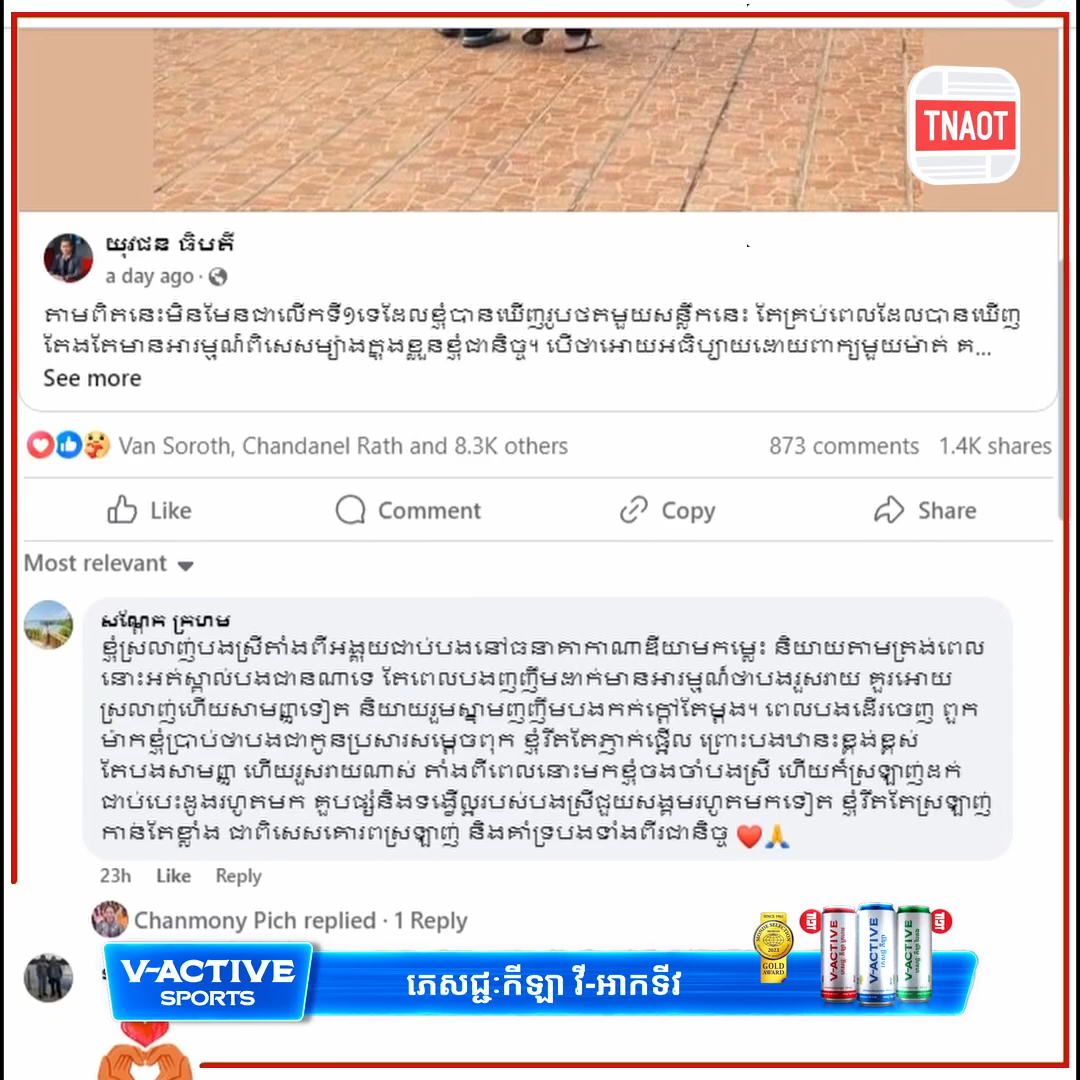 TNAOT
យុវជន ធិបតី
a day ago ·
តាមពិតនេះមិនមែនជាលើកទី១ទេដែលខ្ញុំបានឃើញរូបថតមួយសន្លឹកនេះ តែគ្រប់ពេលដែលបានឃើញ
តែងតែមានអារម្មណ៍ពិសេសម្យ៉ាងក្នុងខ្លួនខ្ញុំជានិច្ច។ បើថាអោយអធិប្បាយដោយពាក្យមួយម៉ាត់ គ...
See more
Van Soroth, Chandanel Rath and 8.3K others
873 comments 1.4K shares
Like Comment Copy Share
Most relevant
សណ្តែក ក្រហម
ខ្ញុំស្រលាញ់បងស្រីតាំងពីអង្គុយជាប់បងនៅធនាគាកាណាឌីយាមកម្លេះ និយាយតាមត្រង់ពេល
នោះអត់ស្គាល់បងជានណាទេ តែពេលបងញញឹមដាក់មានអារម្មណ៍ថាបងរួសរាយ គួរអោយ
ស្រលាញ់ហើយសាមញ្ញទៀត និយាយរួមស្នាមញញឹមបងកក់ក្តៅតែម្តង។ ពេលបងដើរចេញ ពួក
ម៉ាកខ្ញុំប្រាប់ថាបងជាកូនប្រសារសម្តេចពុក ខ្ញុំរឹតតែភ្ញាក់ផ្អើល ព្រោះបងឋានះខ្ពង់ខ្ពស់
តែបងសាមញ្ញ ហើយរួសរាយណាស់ តាំងពីពេលនោះមកខ្ញុំចងចាំបងស្រី ហើយក៏ស្រឡាញ់ដក់
ជាប់បេះដូងរហូតមក គួបផ្សំនិងទង្វើល្អរបស់បងស្រីជួយសង្គមរហូតមកទៀត ខ្ញុំរឹតតែស្រឡាញ់
កាន់តែខ្លាំង ជាពិសេសគោរពស្រឡាញ់ និងគាំទ្របងទាំងពីរជានិច្ច ❤️🙏
23h Like Reply
Chanmony Pich replied · 1 Reply
V-ACTIVE
SPORTS
ភេសជ្ជៈកីឡា វី-អាកទីវ
GOLD
AWARD
V-ACTIVE
V-ACTIVE
V-ACTIVE